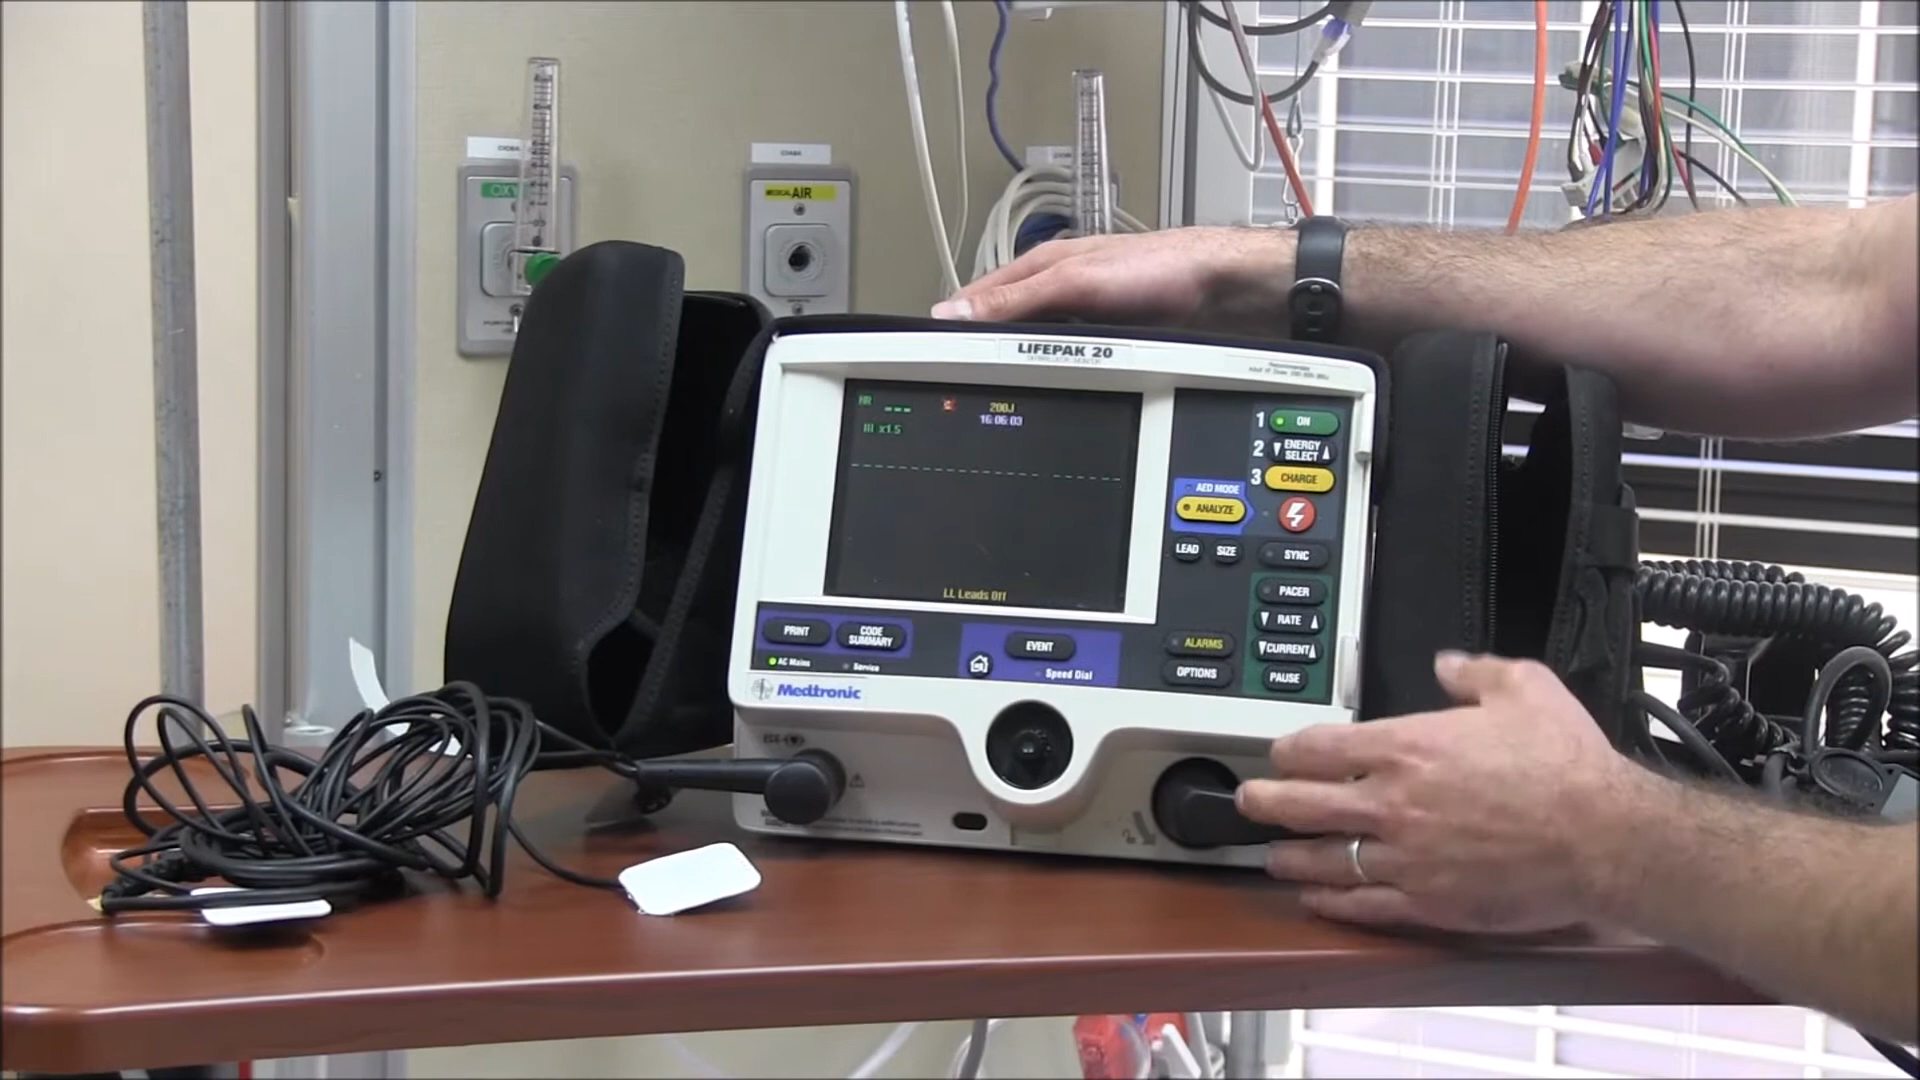 OXY
MEDICAL AIR
LIFEPAK 20
DEFIBRILLATOR/MONITOR
HR ---
200J
16:06:03
III x1.5
LL Leads Off
1 ON
2 ENERGY SELECT
3 CHARGE
AED MODE
ANALYZE
LEAD SIZE
SYNC
PACER
RATE
CURRENT
PAUSE
ALARMS
OPTIONS
PRINT
CODE SUMMARY
EVENT
AC Mains
Service
Speed Dial
Medtronic
ECG